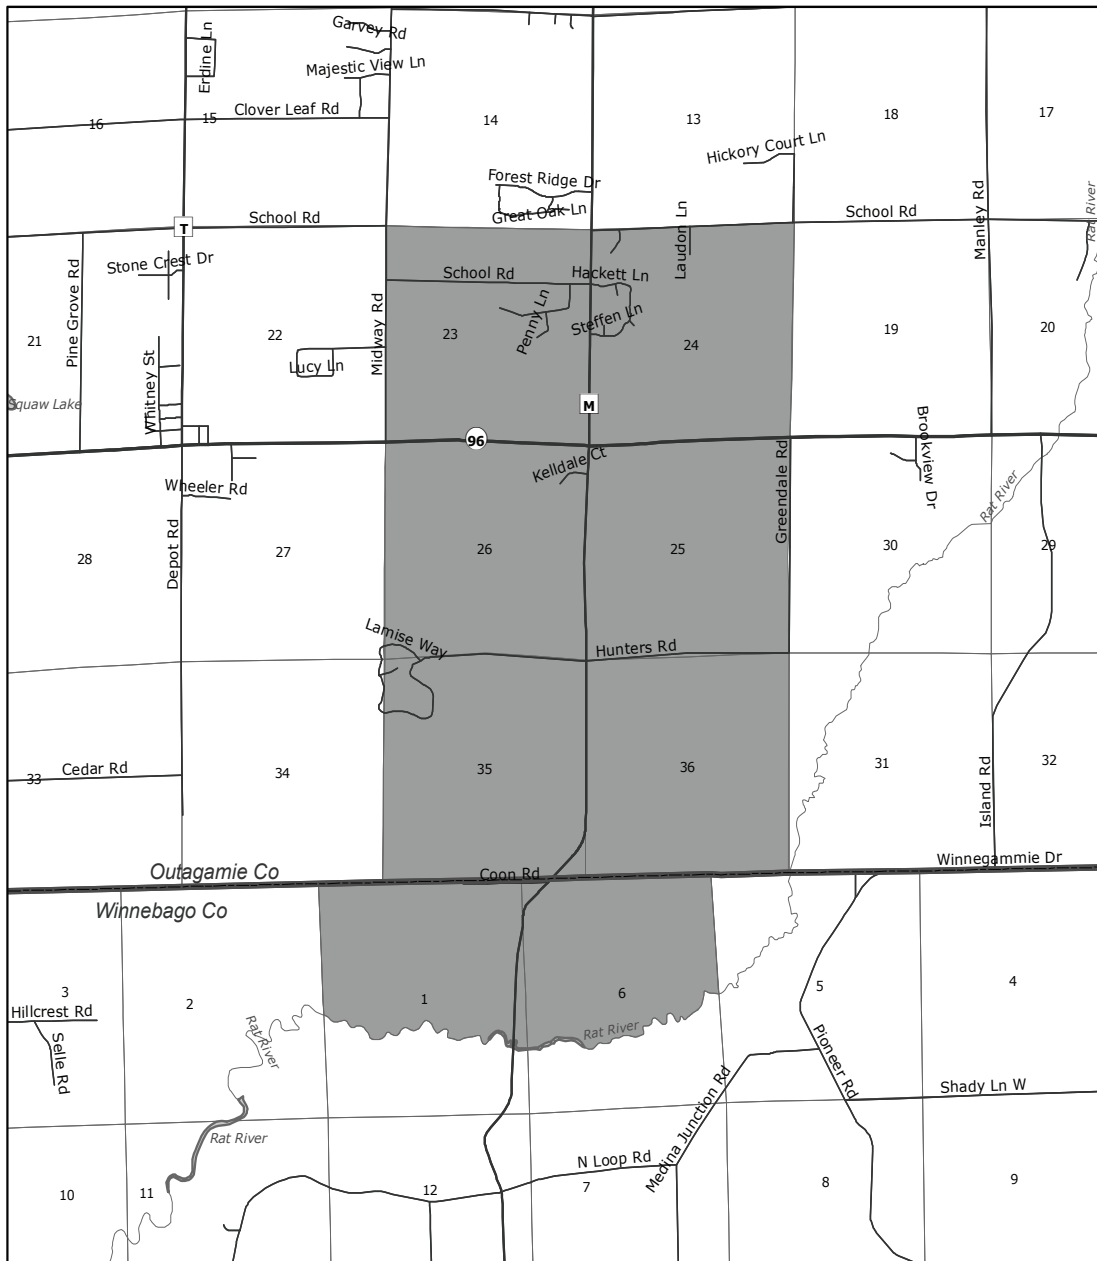 Garvey Rd
Erdine Ln
Majestic View Ln
Clover Leaf Rd
16
15
14
13
18
17
Hickory Court Ln
Forest Ridge Dr
Great Oak Ln
School Rd
School Rd
Laudon Ln
Manley Rd
Rat River
T
Stone Crest Dr
Pine Grove Rd
School Rd
Hackett Ln
Midway Rd
Penny Ln
Steffen Ln
21
22
23
24
19
20
Lucy Ln
Whitney St
Squaw Lake
M
96
Brookview Dr
Kelldale Ct
Greendale Rd
Wheeler Rd
Rat River
Depot Rd
28
27
26
25
30
29
Lamise Way
Hunters Rd
33
Cedar Rd
34
35
36
31
32
Island Rd
Outagamie Co
Coon Rd
Winnegammie Dr
Winnebago Co
3
2
1
6
5
4
Hillcrest Rd
Selle Rd
Rat River
Rat River
Pioneer Rd
Medina Junction Rd
Shady Ln W
Rat River
N Loop Rd
10
11
12
7
8
9